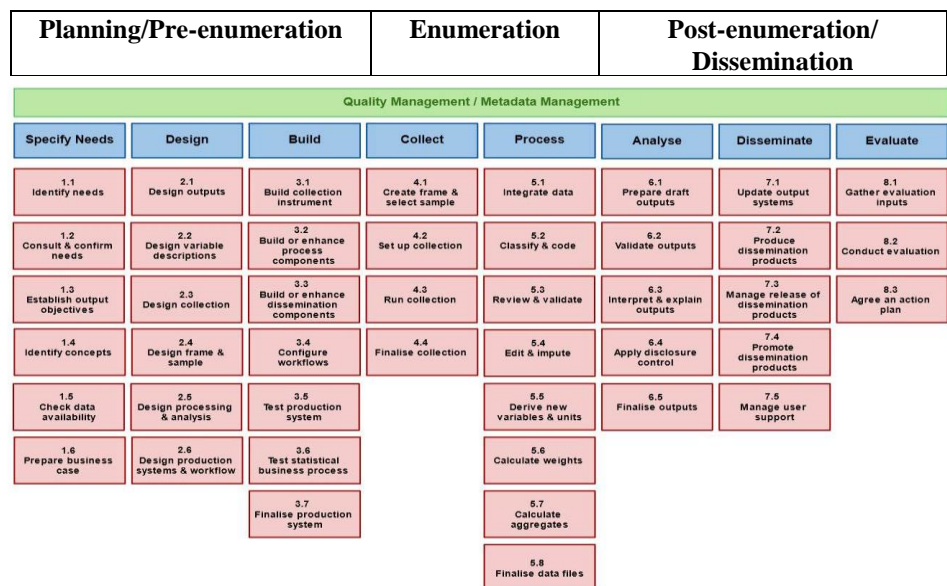 Planning/Pre-enumeration
Enumeration
Post-enumeration/
Dissemination
Quality Management / Metadata Management
Specify Needs
Design
Build
Collect
Process
Analyse
Disseminate
Evaluate
1.1
Identify needs
1.2
Consult & confirm
needs
1.3
Establish output
objectives
1.4
Identify concepts
1.5
Check data
availability
1.6
Prepare business
case
2.1
Design outputs
2.2
Design variable
descriptions
2.3
Design collection
2.4
Design frame &
sample
2.5
Design processing
& analysis
2.6
Design production
systems & workflow
3.1
Build collection
instrument
3.2
Build or enhance
process
components
3.3
Build or enhance
dissemination
components
3.4
Configure
workflows
3.5
Test production
system
3.6
Test statistical
business process
3.7
Finalise production
system
4.1
Create frame &
select sample
4.2
Set up collection
4.3
Run collection
4.4
Finalise collection
5.1
Integrate data
5.2
Classify & code
5.3
Review & validate
5.4
Edit & impute
5.5
Derive new
variables & units
5.6
Calculate weights
5.7
Calculate
aggregates
5.8
Finalise data files
6.1
Prepare draft
outputs
6.2
Validate outputs
6.3
Interpret & explain
outputs
6.4
Apply disclosure
control
6.5
Finalise outputs
7.1
Update output
systems
7.2
Produce
dissemination
products
7.3
Manage release of
dissemination
products
7.4
Promote
dissemination
products
7.5
Manage user
support
8.1
Gather evaluation
inputs
8.2
Conduct evaluation
8.3
Agree an action
plan